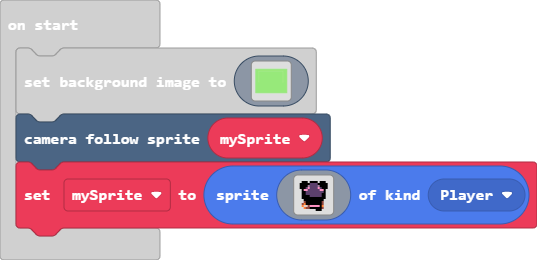 on start
set background image to
camera follow sprite mySprite
set mySprite to sprite of kind Player